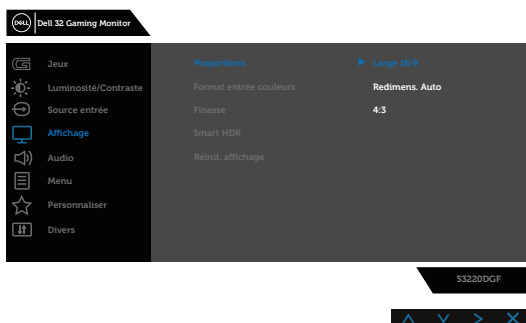 DELL Dell 32 Gaming Monitor
Jeux
Luminosité/Contraste
Source entrée
Affichage
Audio
Menu
Personnaliser
Divers
Proportions
Format entrée couleurs
Finesse
Smart HDR
Réinit. affichage
Large 16:9
Redimens. Auto
4:3
S3220DGF